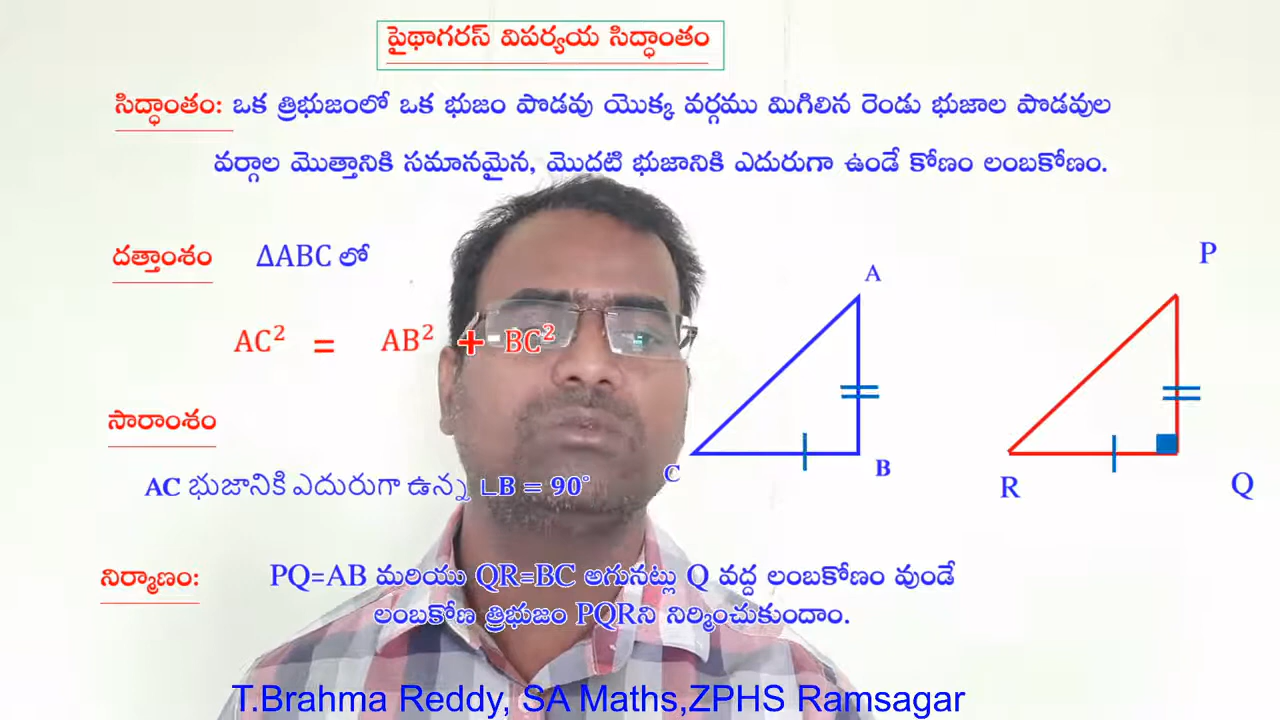 పైథాగరస్ విపర్యయ సిద్ధాంతం
సిద్ధాంతం: ఒక త్రిభుజంలో ఒక భుజం పొడవు యొక్క వర్గము మిగిలిన రెండు భుజాల పొడవుల
వర్గాల మొత్తానికి సమానమైన, మొదటి భుజానికి ఎదురుగా ఉండే కోణం లంబకోణం.
దత్తాంశం ΔABC లో
AC² = AB² + BC²
సారాంశం
AC భుజానికి ఎదురుగా ఉన్న ∟B = 90°
A
C
B
P
R
Q
నిర్మాణం: PQ=AB మరియు QR=BC అగునట్లు Q వద్ద లంబకోణం వుండే
లంబకోణ త్రిభుజం PQRని నిర్మించుకుందాం.
T.Brahma Reddy, SA Maths,ZPHS Ramsagar